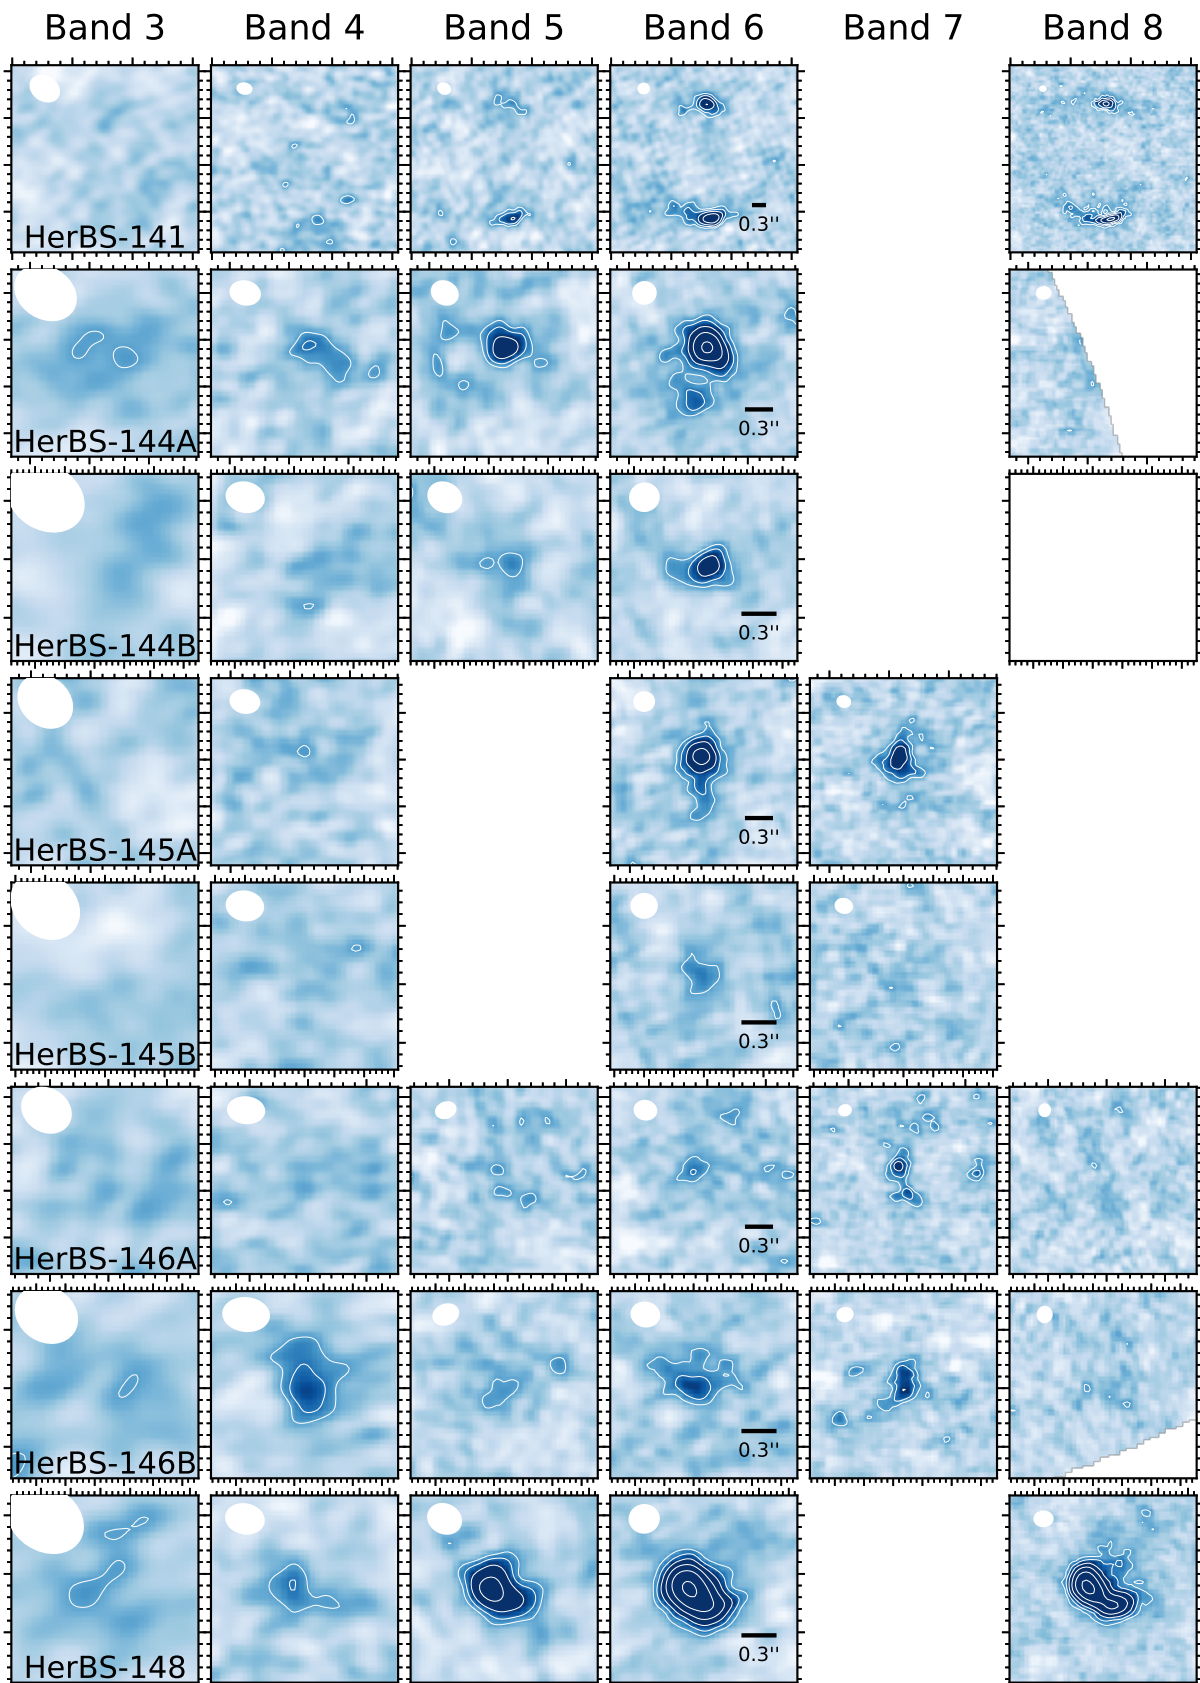 Band 3 Band 4 Band 5 Band 6 Band 7 Band 8
HerBS-141 0.3''
HerBS-144A 0.3''
HerBS-144B 0.3''
HerBS-145A 0.3''
HerBS-145B 0.3''
HerBS-146A 0.3''
HerBS-146B 0.3''
HerBS-148 0.3''